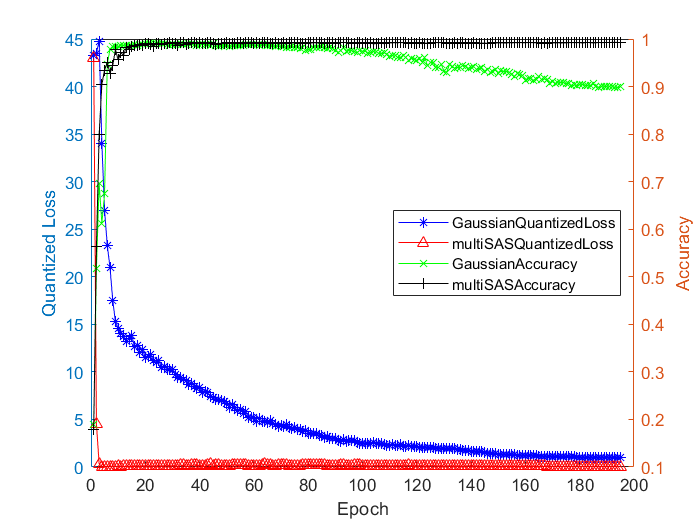 45
40
35
30
25
20
15
10
5
0
Quantized Loss
1
0.9
0.8
0.7
0.6
0.5
0.4
0.3
0.2
0.1
Accuracy
GaussianQuantizedLoss
multiSASQuantizedLoss
GaussianAccuracy
multiSASAccuracy
0 20 40 60 80 100 120 140 160 180 200
Epoch